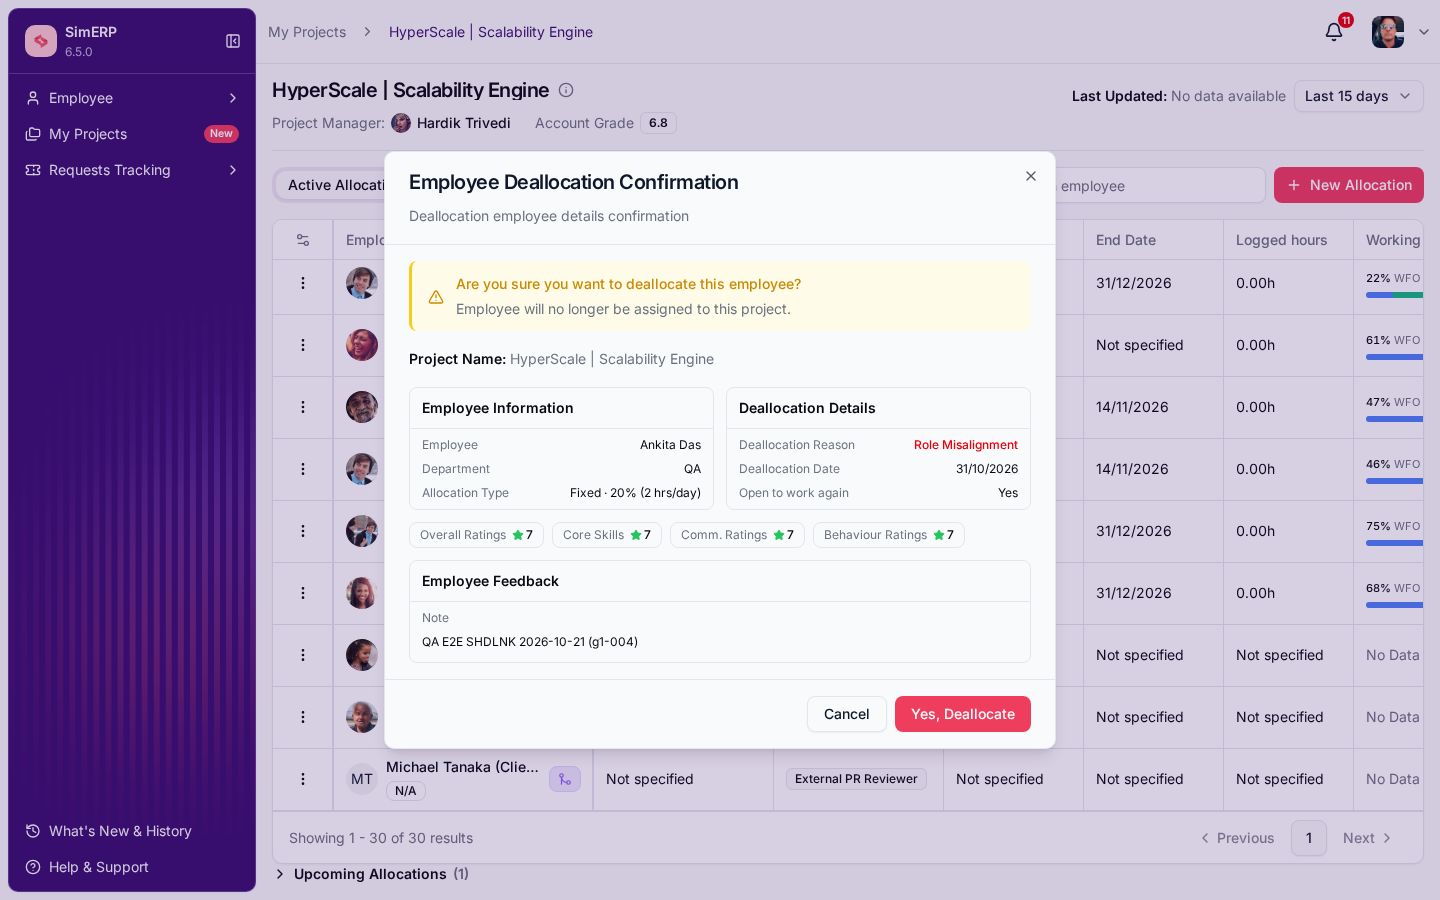 SimERP
6.5.0
Employee
My Projects New
Requests Tracking
What's New & History
Help & Support
My Projects HyperScale | Scalability Engine
11
HyperScale | Scalability Engine
Project Manager: Hardik Trivedi Account Grade 6.8
Last Updated: No data available Last 15 days
Active Allocati
employee
New Allocation
Emplo End Date Logged hours Working
31/12/2026 0.00h 22% WFO
Not specified 0.00h 61% WFO
14/11/2026 0.00h 47% WFO
14/11/2026 0.00h 46% WFO
31/12/2026 0.00h 75% WFO
31/12/2026 0.00h 68% WFO
Not specified Not specified No Data
Not specified Not specified No Data
MT Michael Tanaka (Clie...
N/A
Not specified External PR Reviewer Not specified Not specified Not specified No Data
Showing 1 - 30 of 30 results
Previous 1 Next
Upcoming Allocations (1)
Employee Deallocation Confirmation
Deallocation employee details confirmation
Are you sure you want to deallocate this employee?
Employee will no longer be assigned to this project.
Project Name: HyperScale | Scalability Engine
Employee Information
Employee Ankita Das
Department QA
Allocation Type Fixed · 20% (2 hrs/day)
Deallocation Details
Deallocation Reason Role Misalignment
Deallocation Date 31/10/2026
Open to work again Yes
Overall Ratings 7 Core Skills 7 Comm. Ratings 7 Behaviour Ratings 7
Employee Feedback
Note
QA E2E SHDLNK 2026-10-21 (g1-004)
Cancel Yes, Deallocate